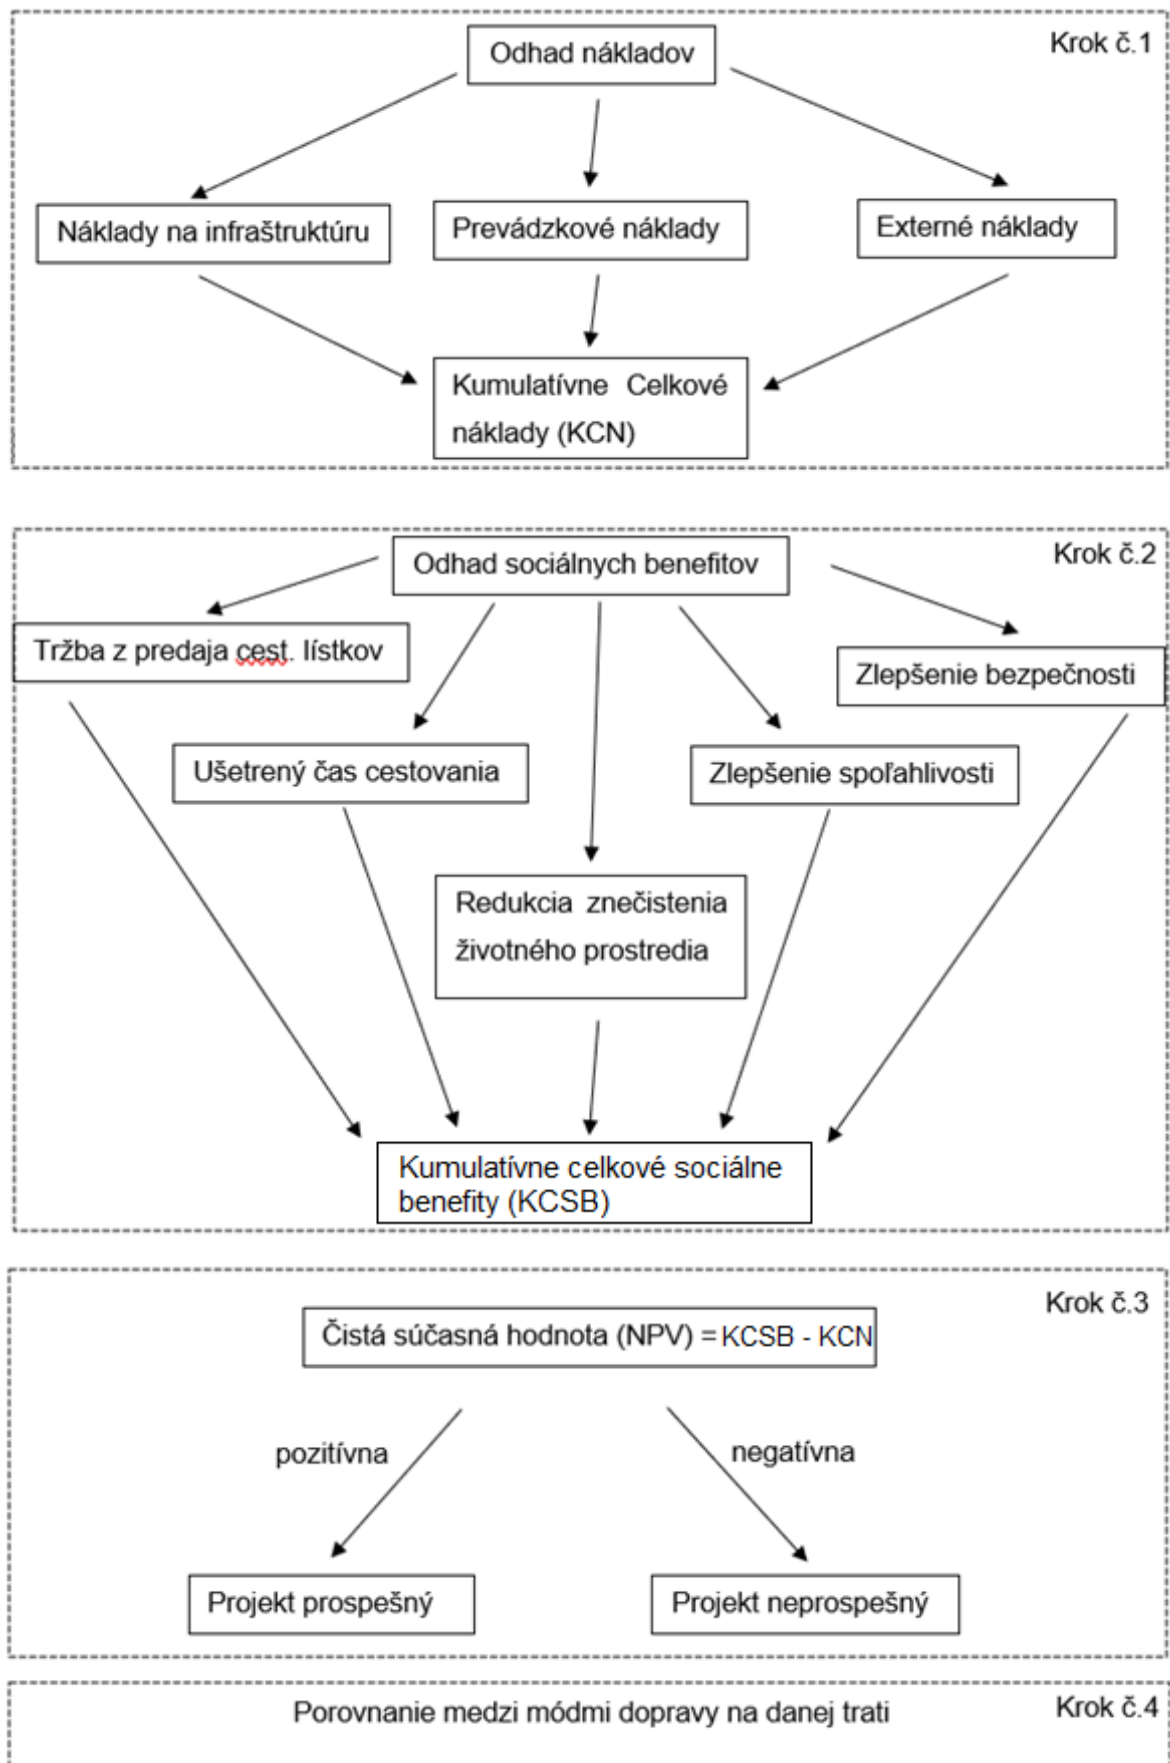 Krok č.1
Odhad nákladov
Náklady na infraštruktúru
Prevádzkové náklady
Externé náklady
Kumulatívne Celkové
náklady (KCN)
Krok č.2
Odhad sociálnych benefitov
Tržba z predaja cest. lístkov
Zlepšenie bezpečnosti
Ušetrený čas cestovania
Zlepšenie spoľahlivosti
Redukcia znečistenia
životného prostredia
Kumulatívne celkové sociálne
benefity (KCSB)
Krok č.3
Čistá súčasná hodnota (NPV) = KCSB - KCN
pozitívna
negatívna
Projekt prospešný
Projekt neprospešný
Krok č.4
Porovnanie medzi módmi dopravy na danej trati